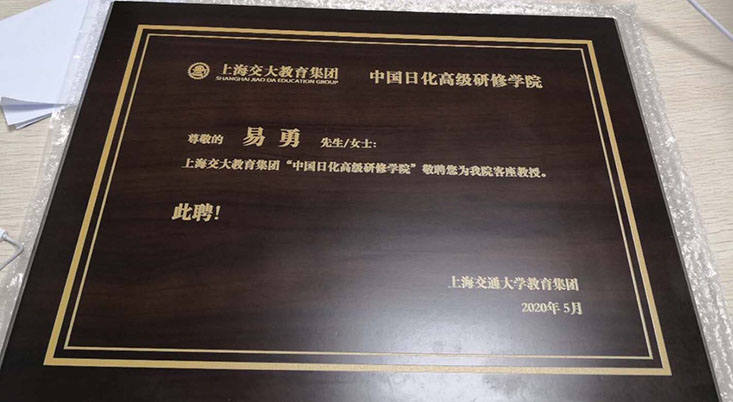 上海交大教育集团 中国日化高级研修学院
SHANGHAI JIAO DA EDUCATION GROUP
尊敬的 易勇 先生/女士:
上海交大教育集团“中国日化高级研修学院”敬聘您为我院客座教授。
此聘!
上海交通大学教育集团
2020年 5月